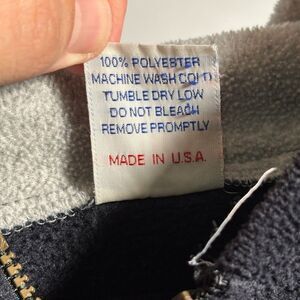 100% POLYESTER
MACHINE WASH COLD
TUMBLE DRY LOW
DO NOT BLEACH
REMOVE PROMPTLY
MADE IN U.S.A.